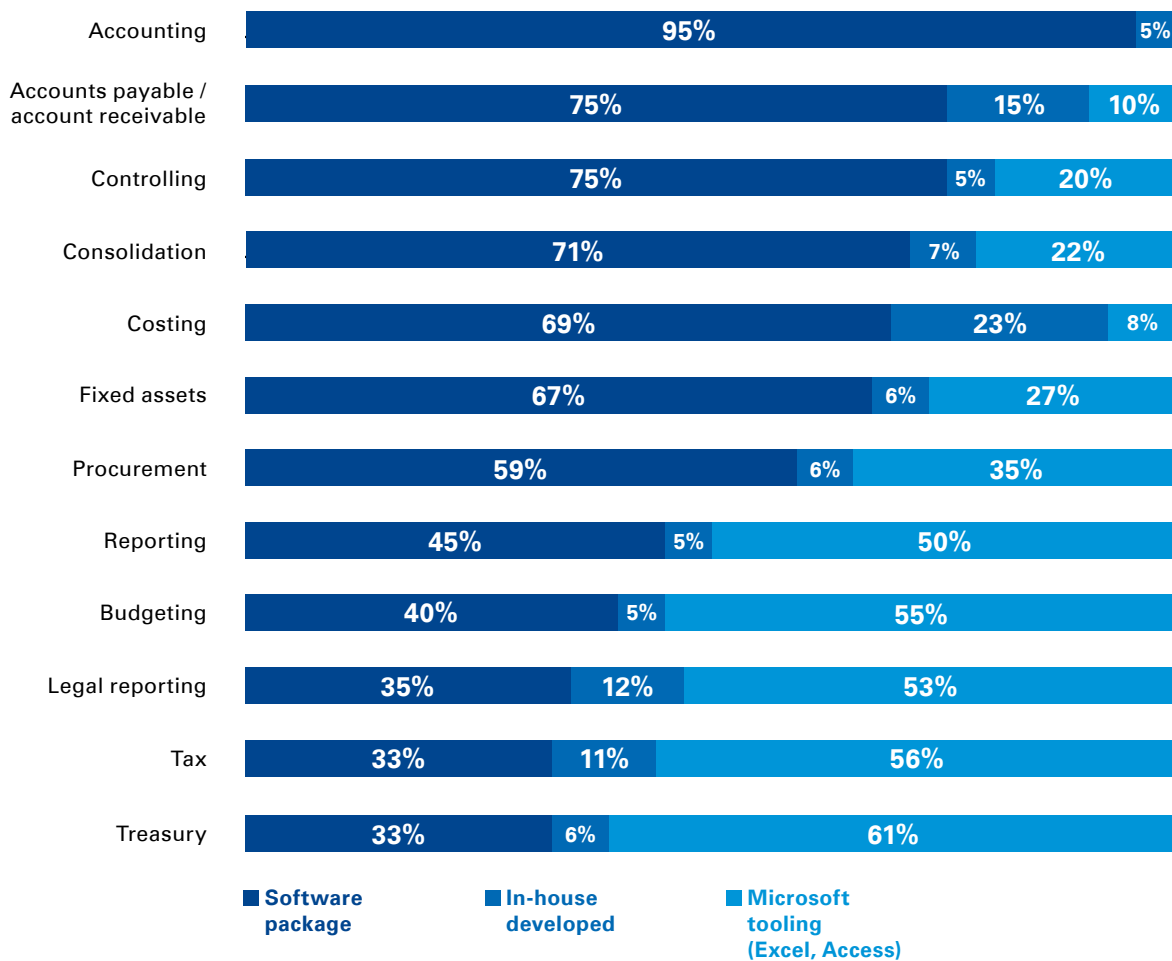 Accounting 95% 5%
Accounts payable /
account receivable 75% 15% 10%
Controlling 75% 5% 20%
Consolidation 71% 7% 22%
Costing 69% 23% 8%
Fixed assets 67% 6% 27%
Procurement 59% 6% 35%
Reporting 45% 5% 50%
Budgeting 40% 5% 55%
Legal reporting 35% 12% 53%
Tax 33% 11% 56%
Treasury 33% 6% 61%
Software
package
In-house
developed
Microsoft
tooling
(Excel, Access)